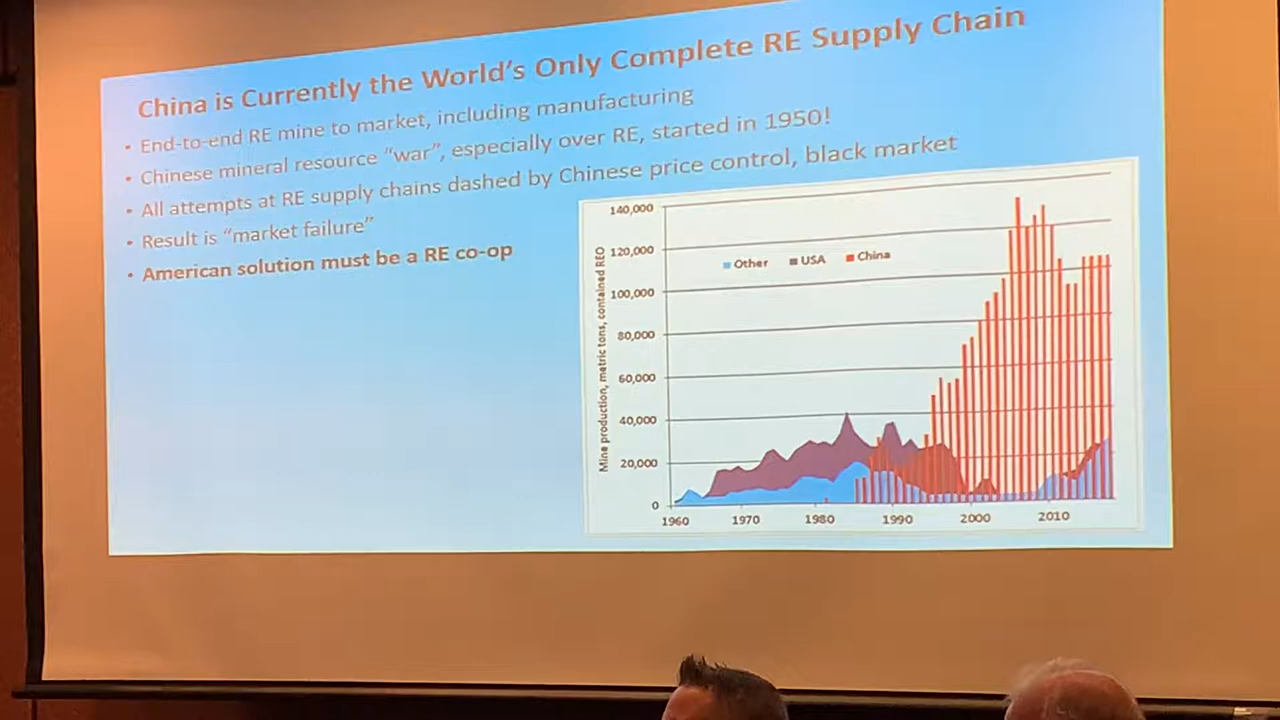 China is Currently the World's Only Complete RE Supply Chain
• End-to-end RE mine to market, including manufacturing
• Chinese mineral resource "war", especially over RE, started in 1950!
• All attempts at RE supply chains dashed by Chinese price control, black market
• Result is "market failure"
• American solution must be a RE co-op
Mine production, metric tons, contained REO
140,000
120,000
100,000
80,000
60,000
40,000
20,000
0
Other USA China
1960 1970 1980 1990 2000 2010